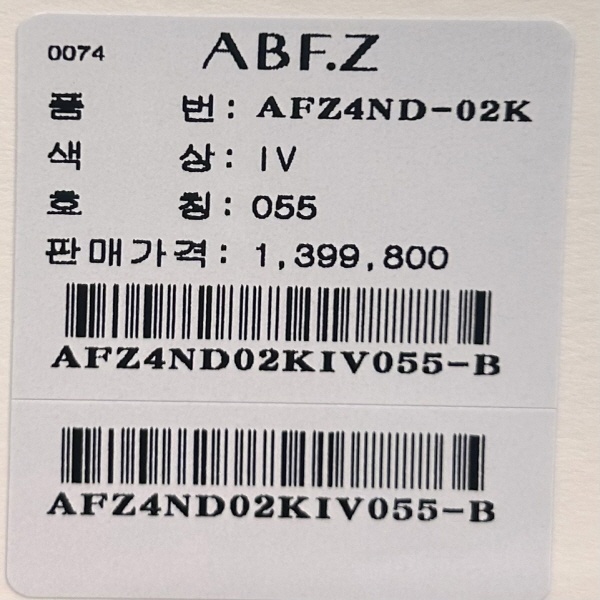 0074 ABF.Z
품 번: AFZ4ND-02K
색 상: IV
호 칭: 055
판매가격: 1,399,800
AFZ4ND02KIV055-B
AFZ4ND02KIV055-B